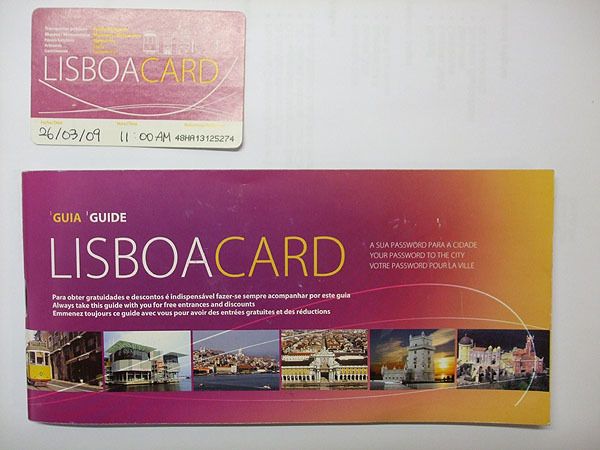 LISBOACARD
26/03/09 11:00 AM 48HA13125274
GUIA GUIDE
LISBOACARD
A SUA PASSWORD PARA A CIDADE
YOUR PASSWORD TO THE CITY
VOTRE PASSWORD POUR LA VILLE
Para obter gratuidades e descontos é indispensável fazer-se sempre acompanhar por este guia
Always take this guide with you for free entrances and discounts
Emmenez toujours ce guide avec vous pour avoir des entrées gratuites et des réductions